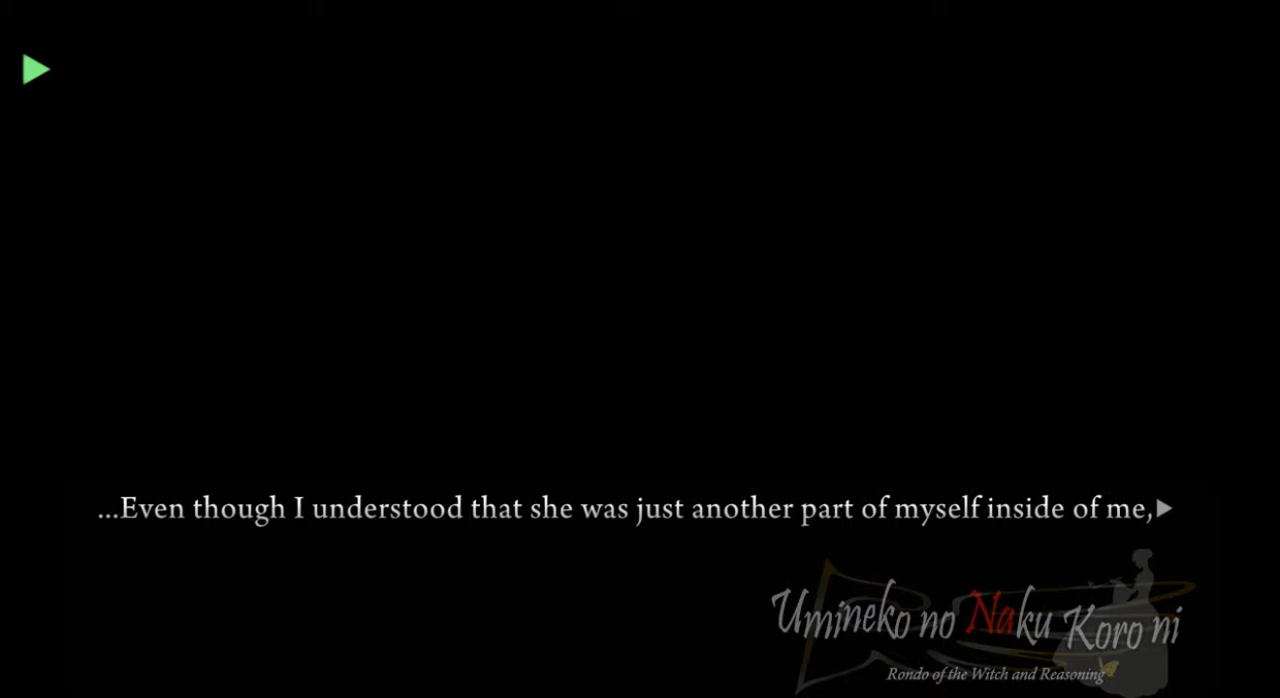 ...Even though I understood that she was just another part of myself inside of me,
Umineko no Naku Koro ni
Rondo of the Witch and Reasoning